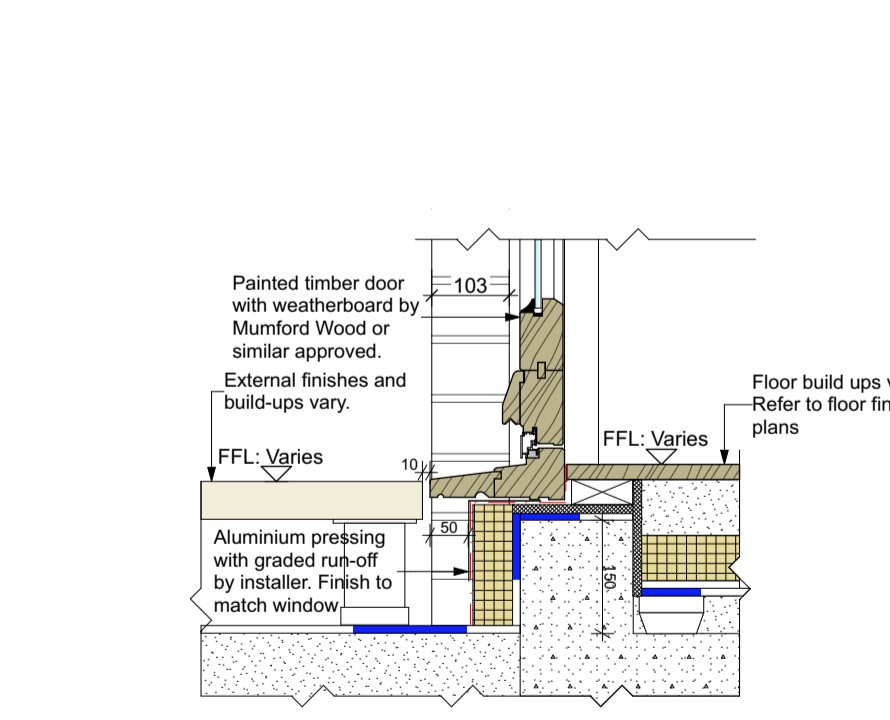 103
Painted timber door
with weatherboard by
Mumford Wood or
similar approved.
External finishes and
build-ups vary.
FFL: Varies
10
FFL: Varies
Floor build ups
Refer to floor
plans
50
Aluminium pressing
with graded run-off
by installer. Finish to
match window
150